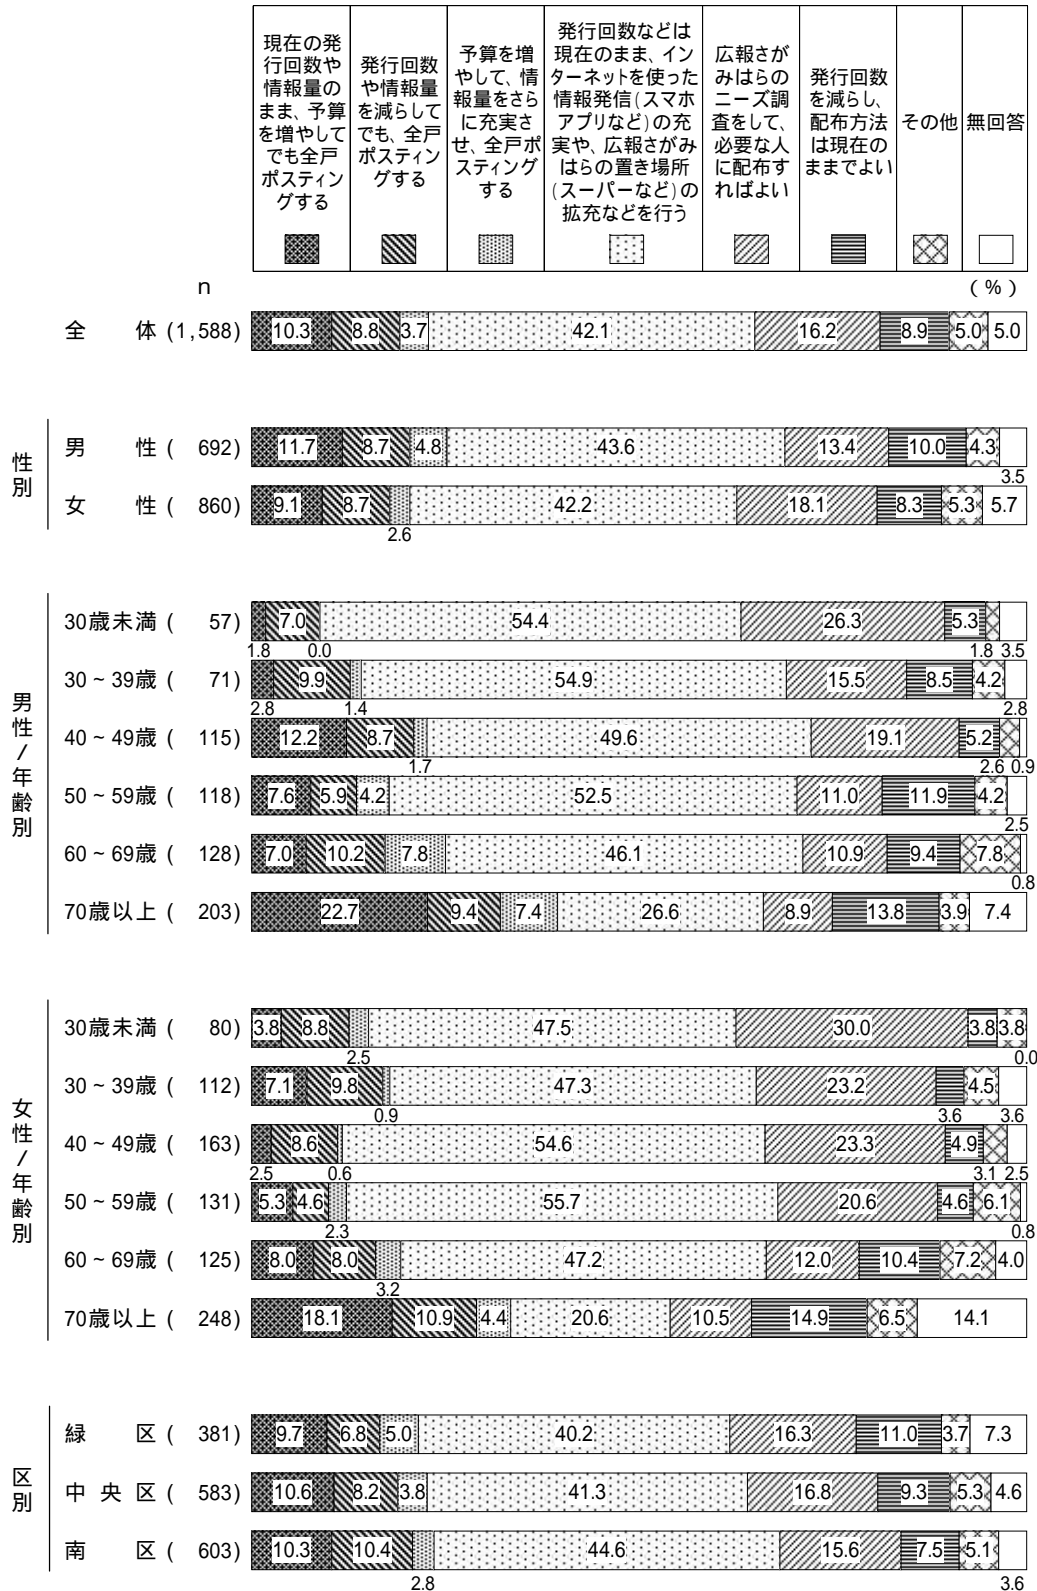 現在の発
行回数や
情報量の
まま、予算
を増やして
でも全戸
ポスティン
グする
発行回数
や情報量
を減らして
でも、全戸
ポスティン
グする
予算を増
やして、情
報量をさら
に充実さ
せ、全戸ポ
スティング
する
発行回数などは
現在のまま、イン
ターネットを使った
情報発信(スマホ
アプリなど)の充
実や、広報さがみ
はらの置き場所
(スーパーなど)の
拡充などを行う
広報さが
みはらの
ニーズ調
査をして、
必要な人
に配布す
ればよい
発行回数
を減らし、
配布方法
は現在の
ままでよい
その他
無回答
n (%)
全 体 (1,588) 10.3 8.8 3.7 42.1 16.2 8.9 5.0 5.0
性別
男 性 ( 692) 11.7 8.7 4.8 43.6 13.4 10.0 4.3
3.5
女 性 ( 860) 9.1 8.7 42.2 18.1 8.3 5.3 5.7
2.6
男性/年齢別
30歳未満 ( 57) 7.0 54.4 26.3 5.3
1.8 0.0 1.8 3.5
30~39歳 ( 71) 9.9 54.9 15.5 8.5 4.2
2.8 1.4 2.8
40~49歳 ( 115) 12.2 8.7 49.6 19.1 5.2
1.7 2.6 0.9
50~59歳 ( 118) 7.6 5.9 4.2 52.5 11.0 11.9 4.2
2.5
60~69歳 ( 128) 7.0 10.2 7.8 46.1 10.9 9.4 7.8
0.8
70歳以上 ( 203) 22.7 9.4 7.4 26.6 8.9 13.8 3.9 7.4
女性/年齢別
30歳未満 ( 80) 3.8 8.8 47.5 30.0 3.8 3.8
2.5 0.0
30~39歳 ( 112) 7.1 9.8 47.3 23.2 4.5
0.9 3.6 3.6
40~49歳 ( 163) 8.6 54.6 23.3 4.9
2.5 0.6 3.1 2.5
50~59歳 ( 131) 5.3 4.6 55.7 20.6 4.6 6.1
2.3 0.8
60~69歳 ( 125) 8.0 8.0 47.2 12.0 10.4 7.2 4.0
3.2
70歳以上 ( 248) 18.1 10.9 4.4 20.6 10.5 14.9 6.5 14.1
区別
緑 区 ( 381) 9.7 6.8 5.0 40.2 16.3 11.0 3.7 7.3
中 央 区 ( 583) 10.6 8.2 3.8 41.3 16.8 9.3 5.3 4.6
南 区 ( 603) 10.3 10.4 44.6 15.6 7.5 5.1
2.8 3.6